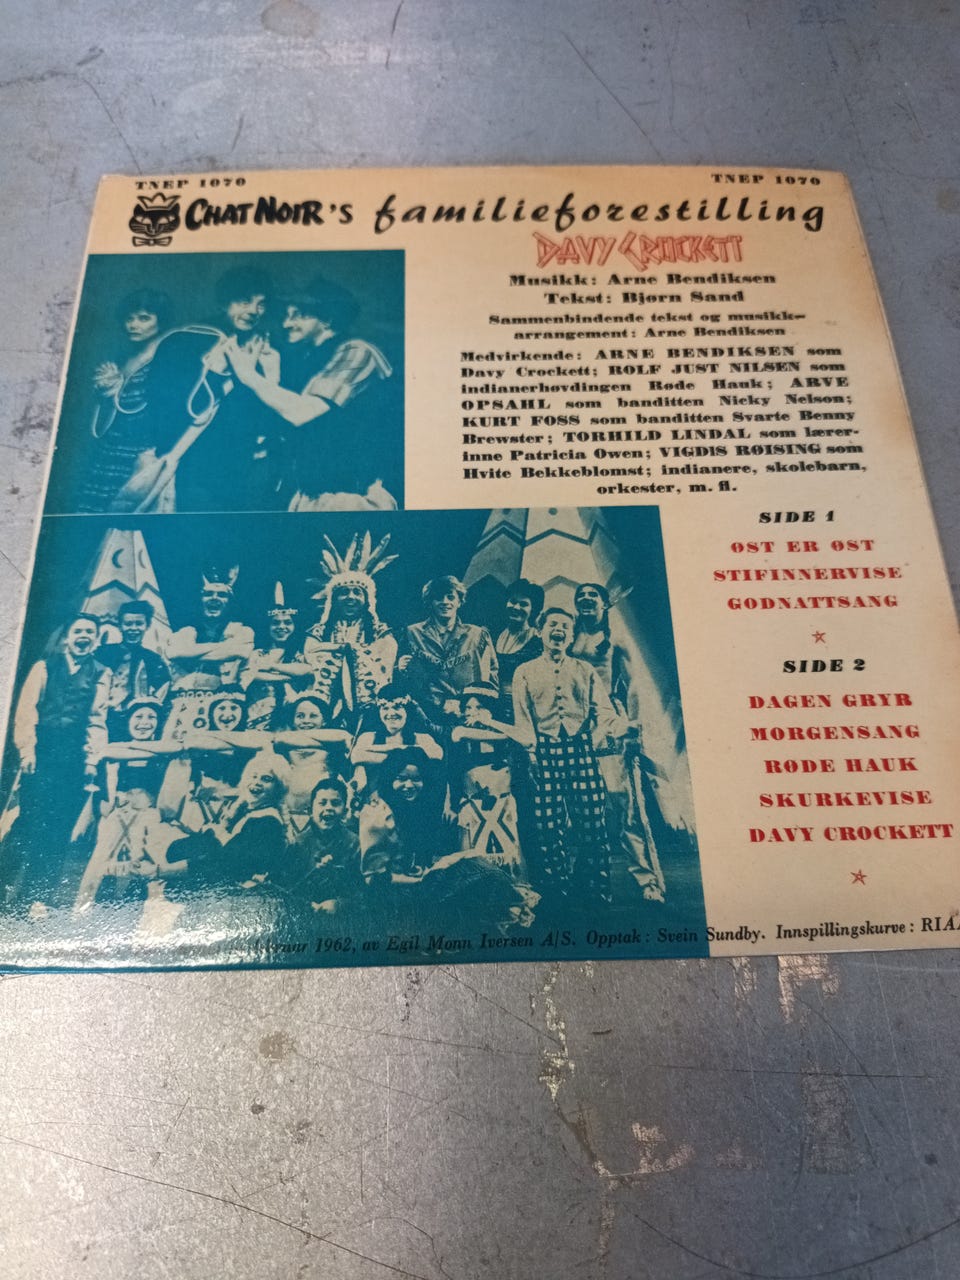 TNEP 1070
TNEP 1070
CHAT NOIR'S familieforestilling
DAVY CROCKETT
Musikk: Arne Bendiksen
Tekst: Bjørn Sand
Sammenbindende tekst og musikk-
arrangement: Arne Bendiksen
Medvirkende: ARNE BENDIKSEN som
Davy Crockett; ROLF JUST NILSEN som
indianerhøvdingen Røde Hauk; ARVE
OPSAHL som banditten Nicky Nelson;
KURT FOSS som banditten Svarte Benny
Brewster; TORHILD LINDAL som lærer-
inne Patricia Owen; VIGDIS RØISING som
Hvite Bekkeblomst; indianere, skolebarn,
orkester, m. fl.
SIDE 1
ØST ER ØST
STIFINNERVISE
GODNATTSANG
SIDE 2
DAGEN GRYR
MORGENSANG
RØDE HAUK
SKURKEVISE
DAVY CROCKETT
1962, av Egil Monn Iversen A/S. Opptak: Svein Sundby. Innspillingskurve: RIAA